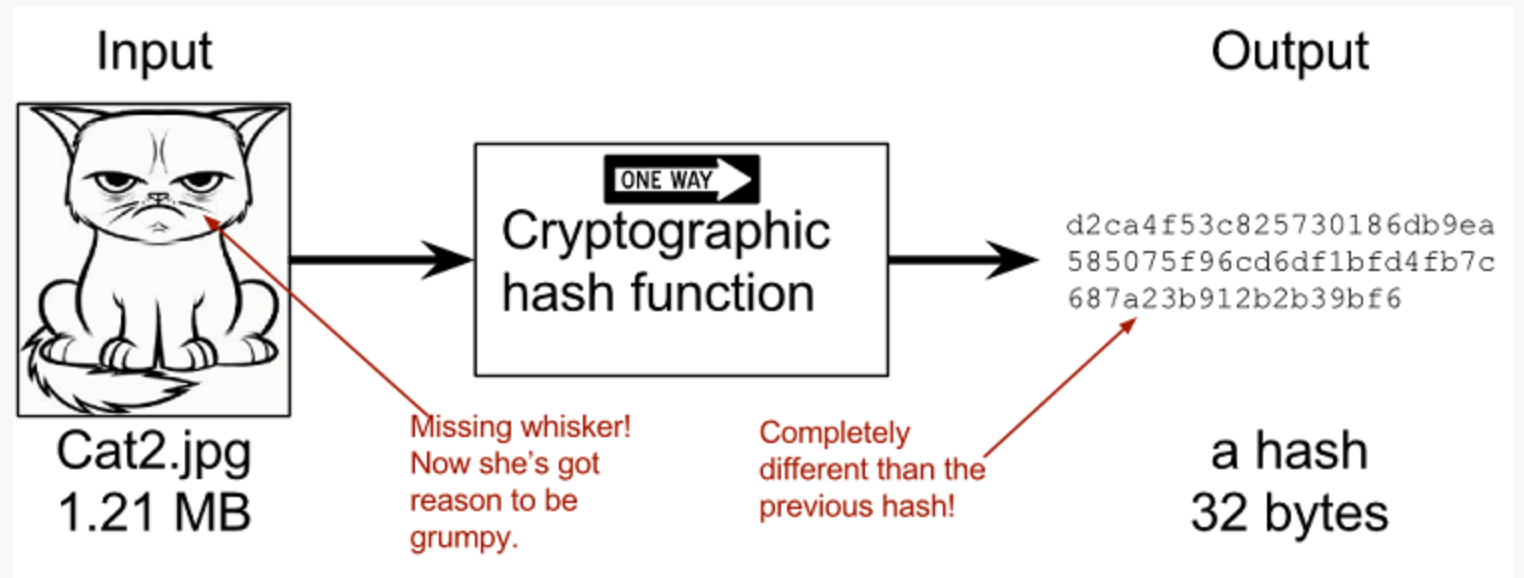 Input
Output
ONE WAY
Cryptographic
hash function
d2ca4f53c825730186db9ea
585075f96cd6df1bfd4fb7c
687a23b912b2b39bf6
Cat2.jpg
1.21 MB
Missing whisker!
Now she's got
reason to be
grumpy.
Completely
different than the
previous hash!
a hash
32 bytes